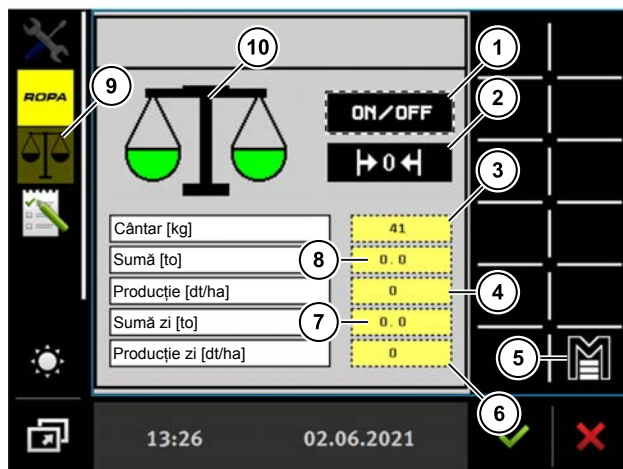 10
1
ROPA
9
ON/OFF
2
0
3
Cântar [kg]
41
Sumă [to]
8
0.0
Producție [dt/ha]
0
4
Sumă zi [to]
7
0.0
Producție zi [dt/ha]
0
5
M
6
13:26
02.06.2021